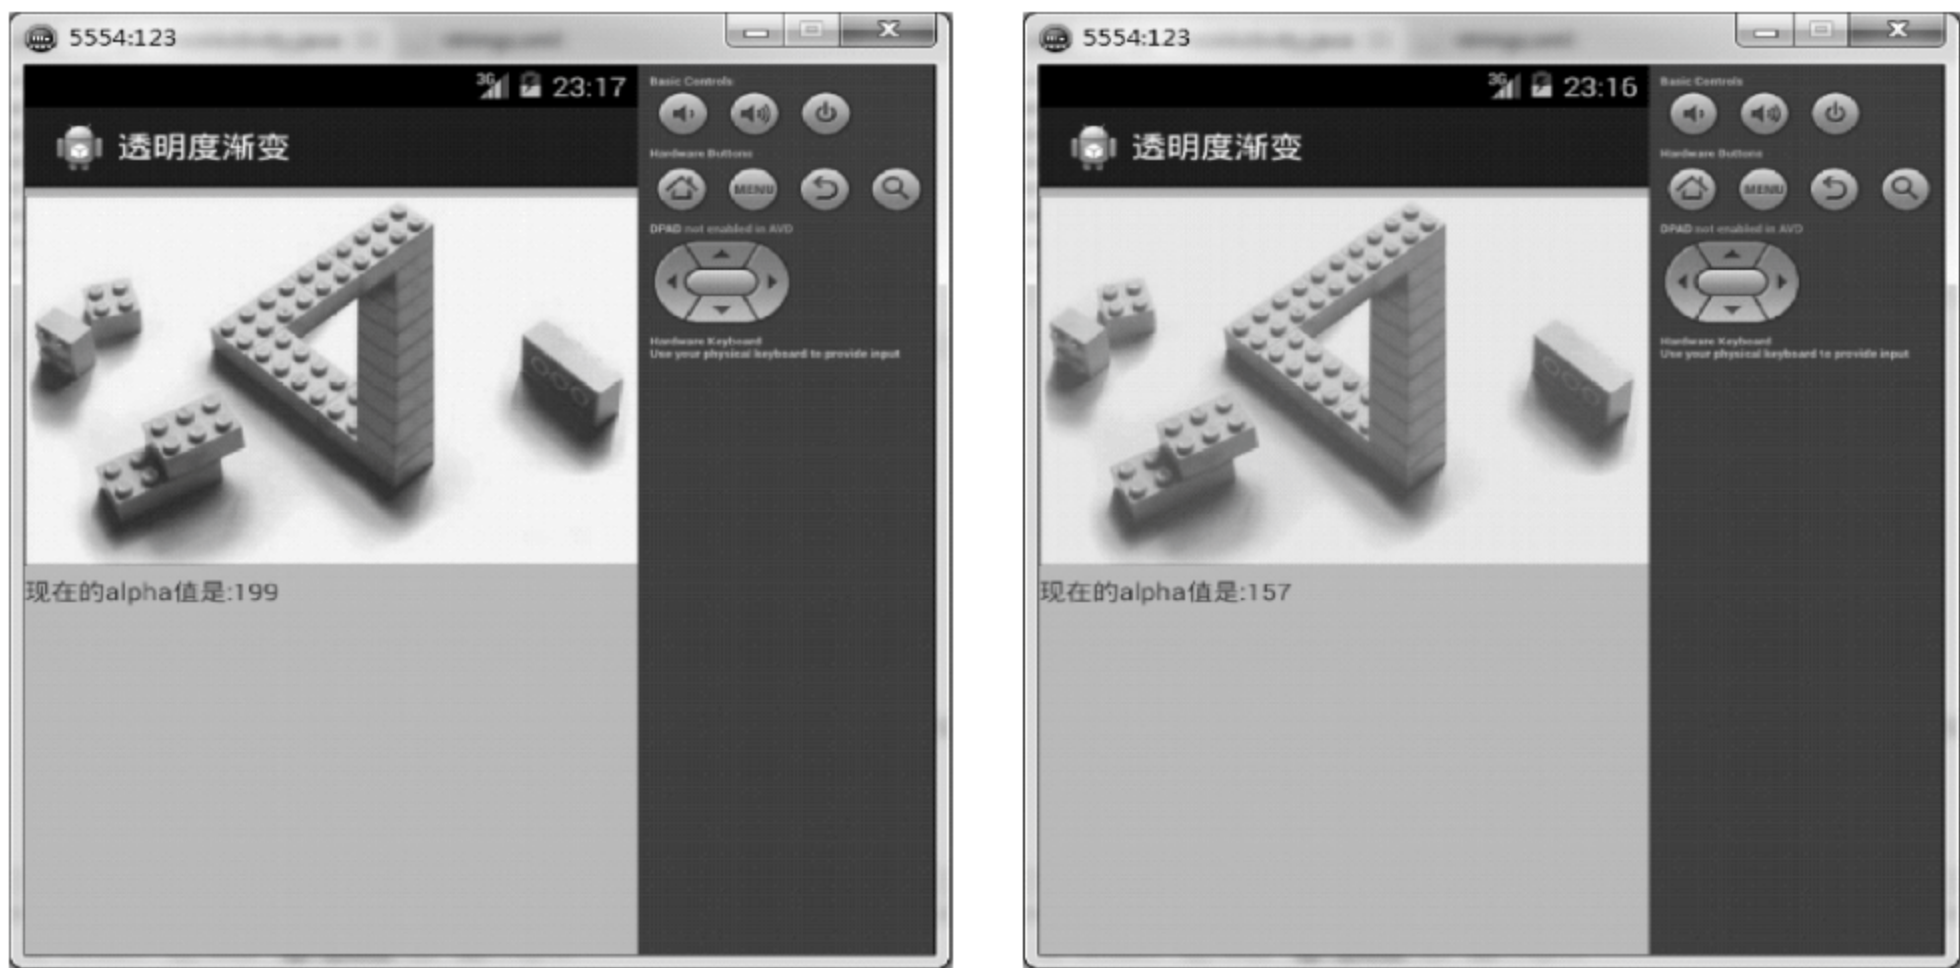 5554:123
23:17
透明度渐变
现在的alpha值是:199
Basic Controls
Hardware Buttons
MENU
DPAD not enabled in AVD
Hardware Keyboard
Use your physical keyboard to provide input
5554:123
23:16
透明度渐变
现在的alpha值是:157
Basic Controls
Hardware Buttons
MENU
DPAD not enabled in AVD
Hardware Keyboard
Use your physical keyboard to provide input